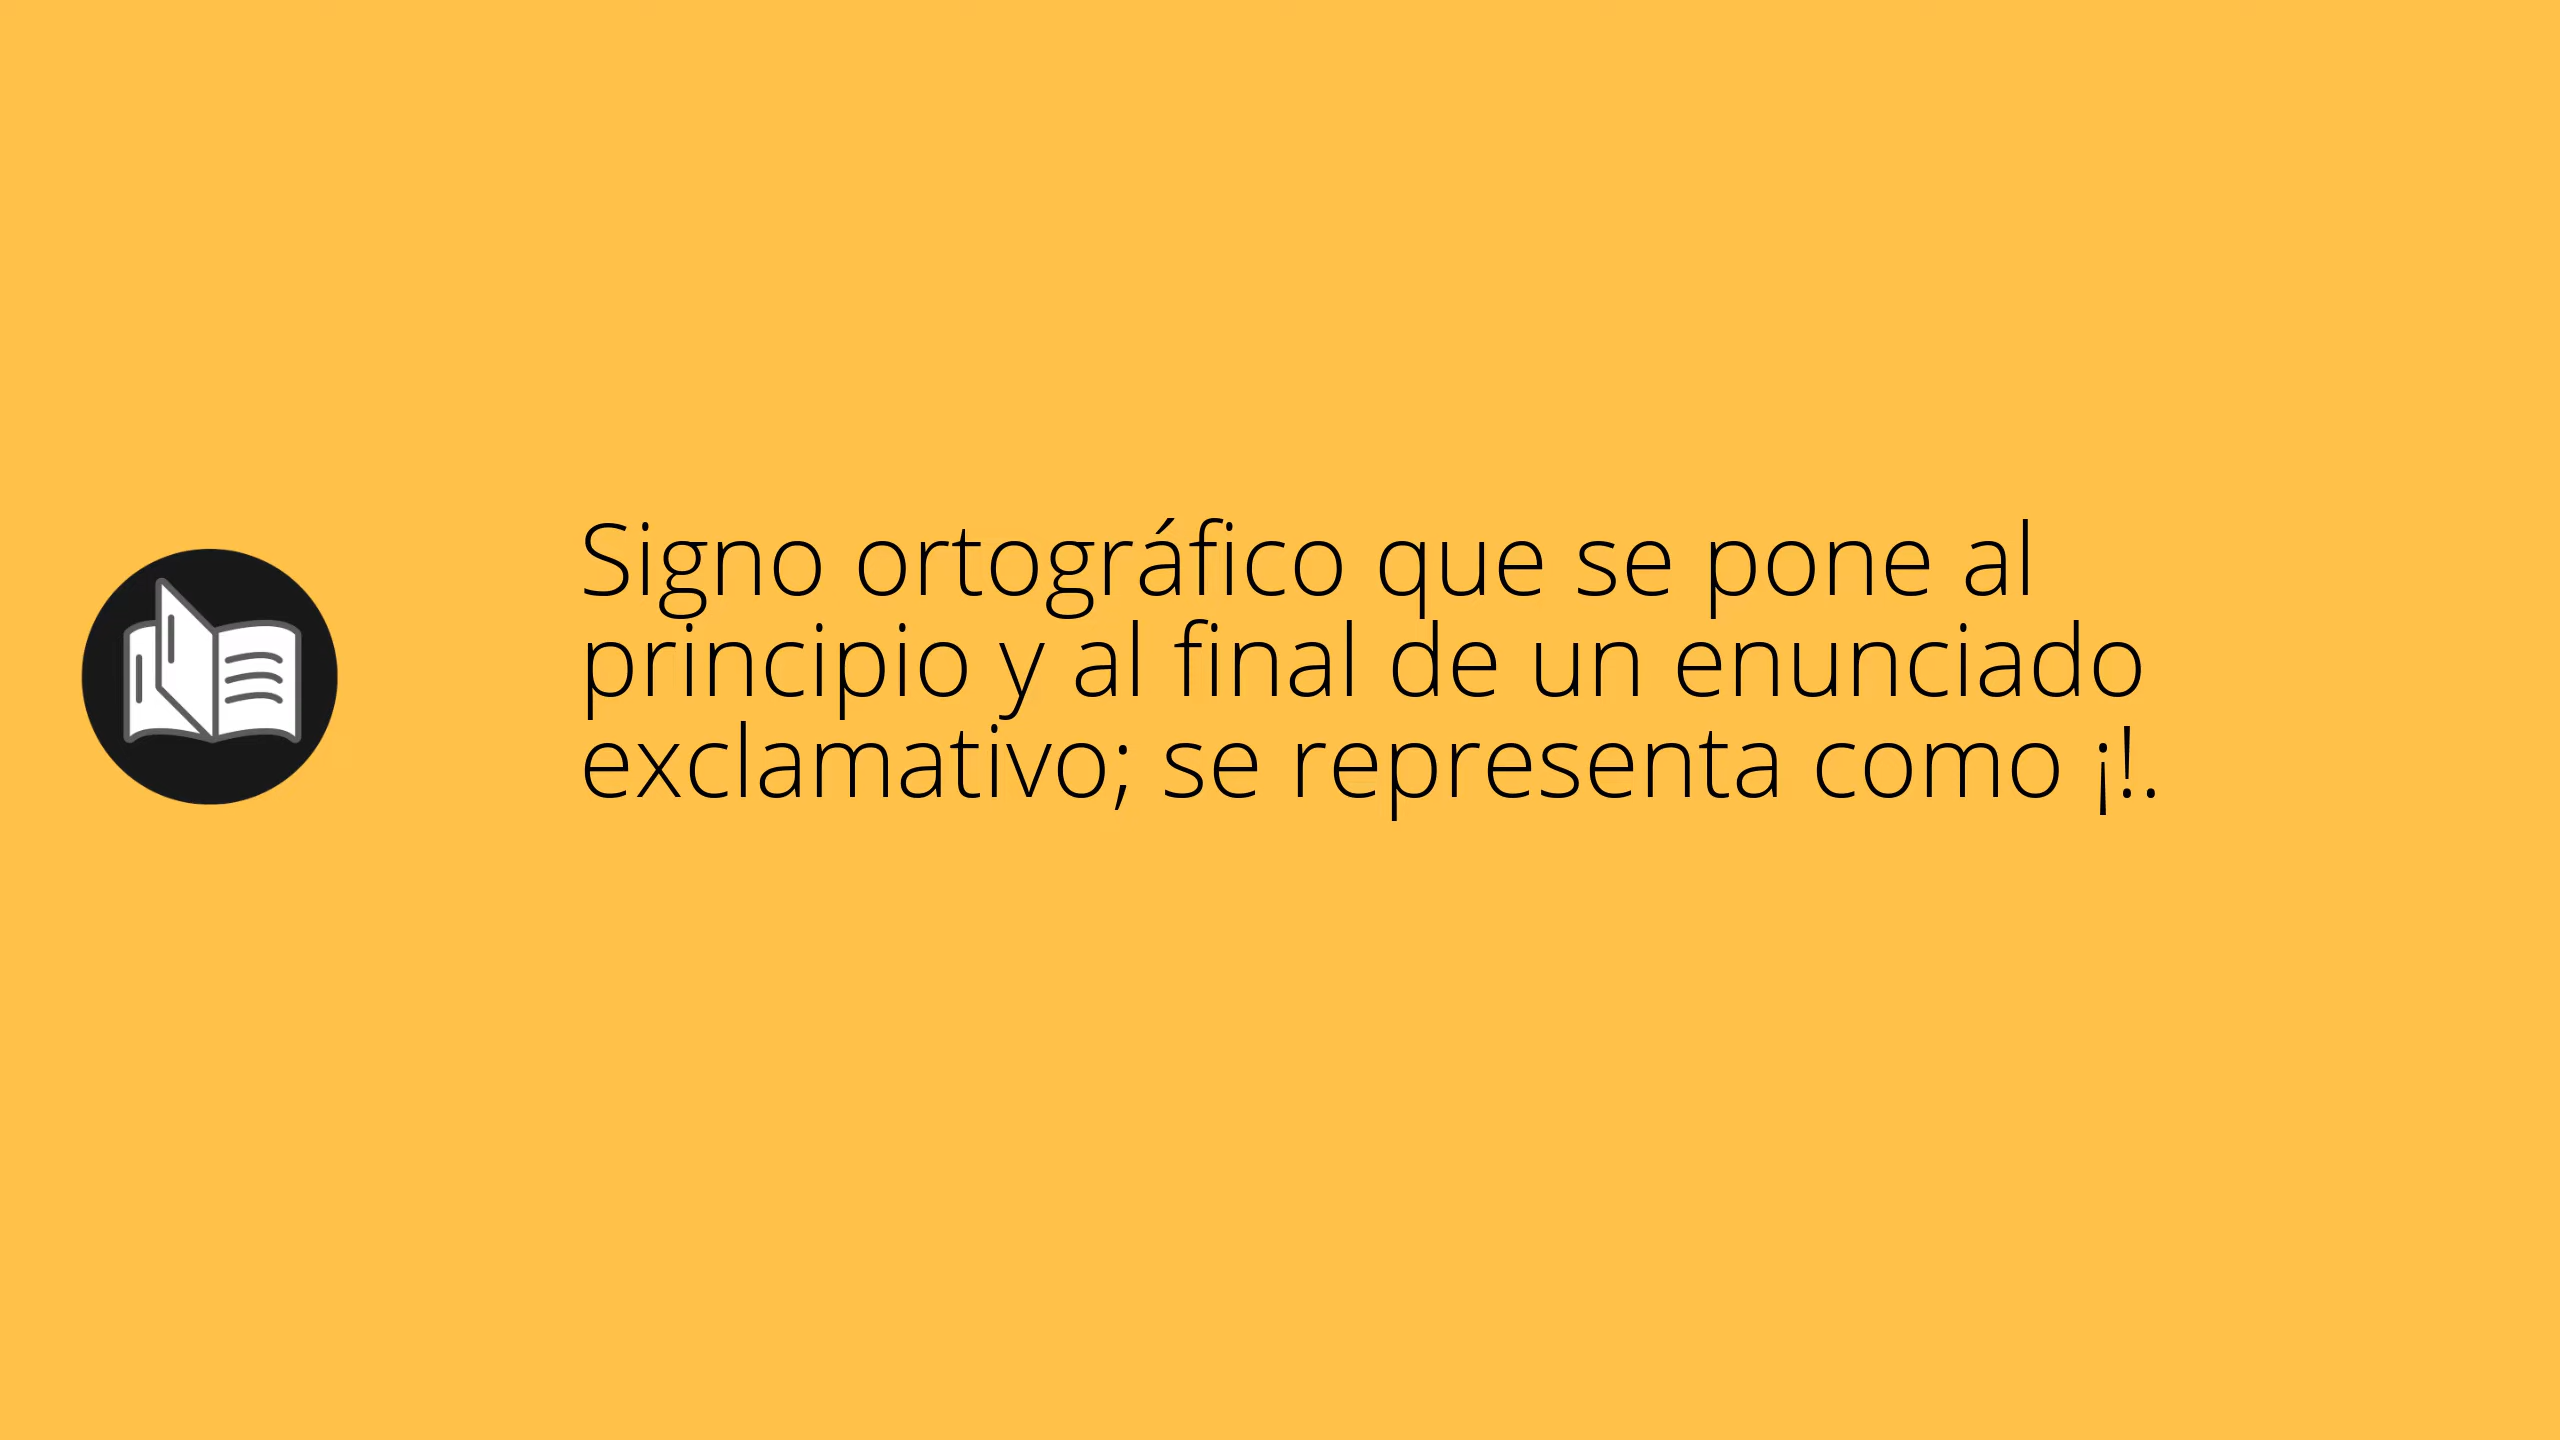 Signo ortográfico que se pone al
principio y al final de un enunciado
exclamativo; se representa como ¡!.